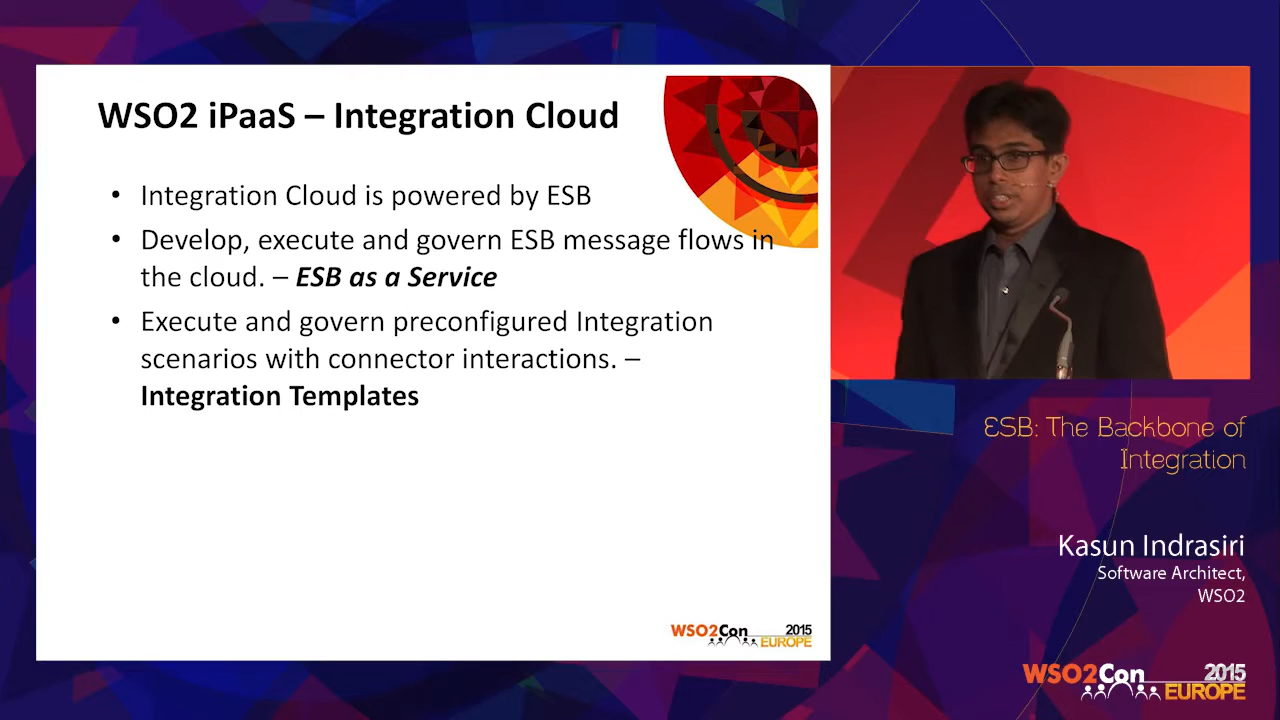 WSO2 iPaaS – Integration Cloud
• Integration Cloud is powered by ESB
• Develop, execute and govern ESB message flows in
the cloud. – ESB as a Service
• Execute and govern preconfigured Integration
scenarios with connector interactions. –
Integration Templates
WSO2Con 2015
EUROPE
ESB: The Backbone of
Integration
Kasun Indrasiri
Software Architect,
WSO2
WSO2Con 2015
EUROPE